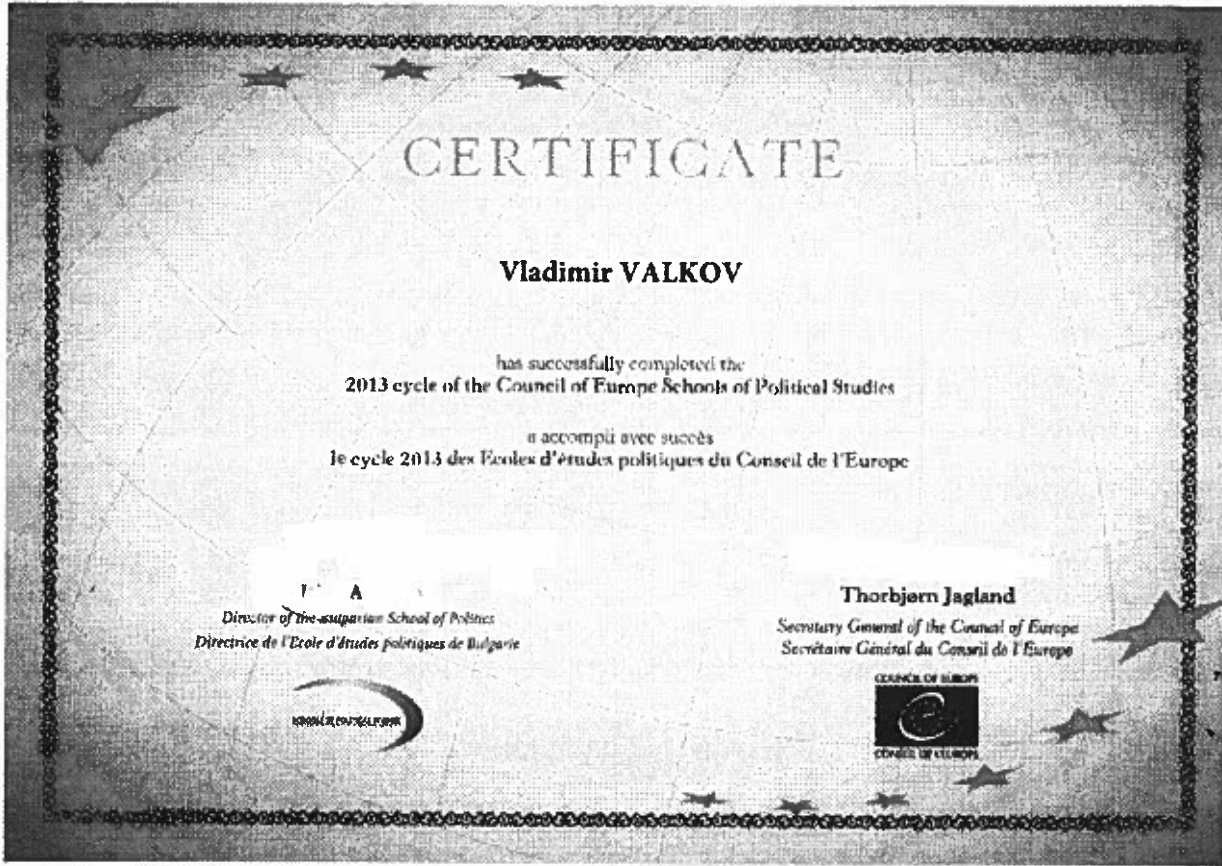 CERTIFICATE
Vladimir VALKOV
has successfully completed the
2013 cycle of the Council of Europe Schools of Political Studies
a accompli avec succès
le cycle 2013 des Ecoles d'études politiques du Conseil de l'Europe
Director of the School of Politics
Directrice de l'Ecole d'études politiques de Bulgarie
Thorbjørn Jagland
Secretary General of the Council of Europe
Secrétaire Général du Conseil de l'Europe
COUNCIL OF EUROPE
CONSEIL DE L'EUROPE